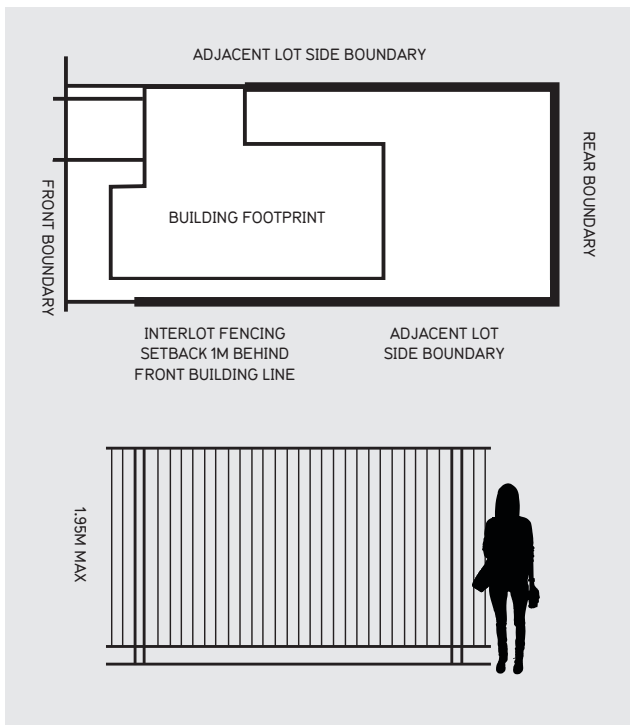 ADJACENT LOT SIDE BOUNDARY
FRONT BOUNDARY
BUILDING FOOTPRINT
REAR BOUNDARY
INTERLOT FENCING
SETBACK 1M BEHIND
FRONT BUILDING LINE
ADJACENT LOT
SIDE BOUNDARY
1.95M MAX